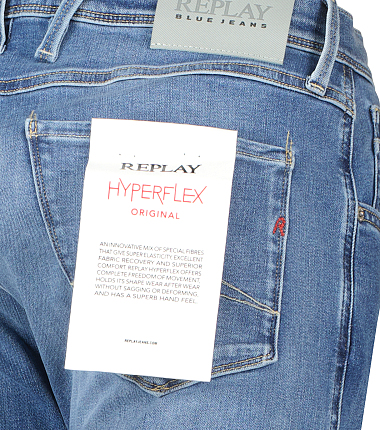 REPLAY
BLUE JEANS
REPLAY
HYPERFLEX
ORIGINAL
AN INNOVATIVE MIX OF SPECIAL FIBRES
THAT GIVE SUPER ELASTICITY, EXCELLENT
FABRIC RECOVERY AND SUPERIOR
COMFORT. REPLAY HYPERFLEX OFFERS
COMPLETE FREEDOM OF MOVEMENT,
HOLDS ITS SHAPE WEAR AFTER WEAR
WITHOUT SAGGING OR DEFORMING,
AND HAS A SUPERB HAND FEEL.
REPLAYJEANS.COM